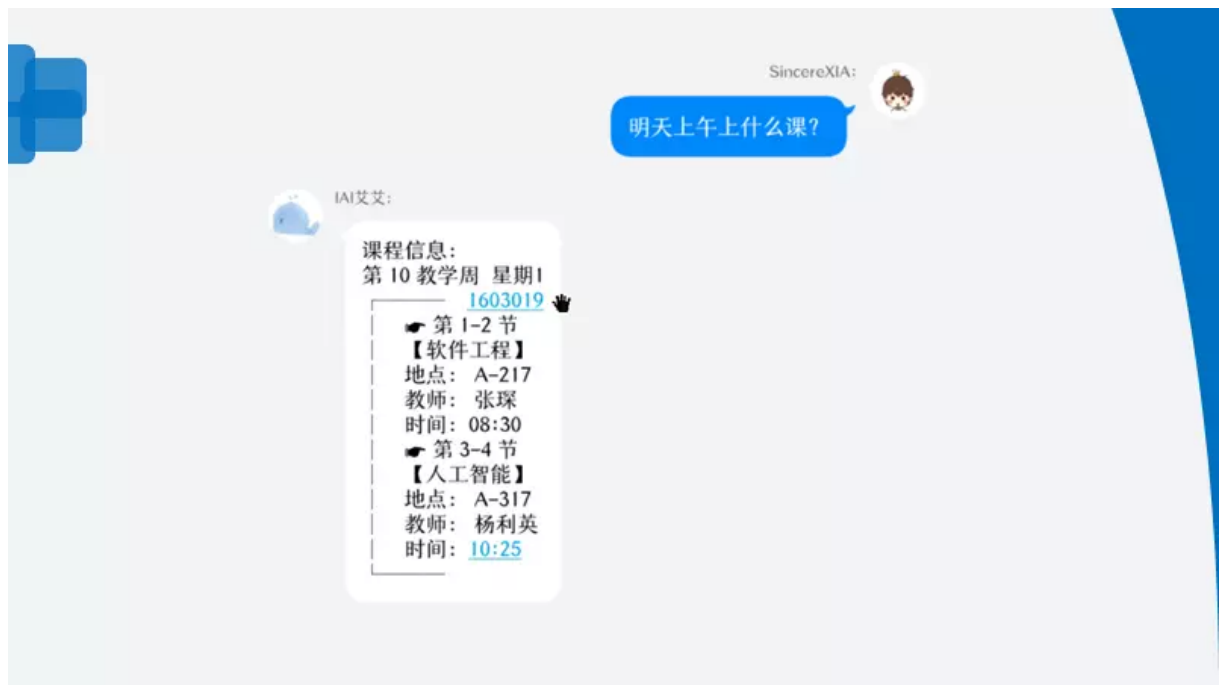 SincereXIA:
明天上午上什么课?
IAI艾艾:
课程信息:
第 10 教学周 星期1
1603019
第 1-2 节
【软件工程】
地点: A-217
教师: 张琛
时间: 08:30
第 3-4 节
【人工智能】
地点: A-317
教师: 杨利英
时间: 10:25